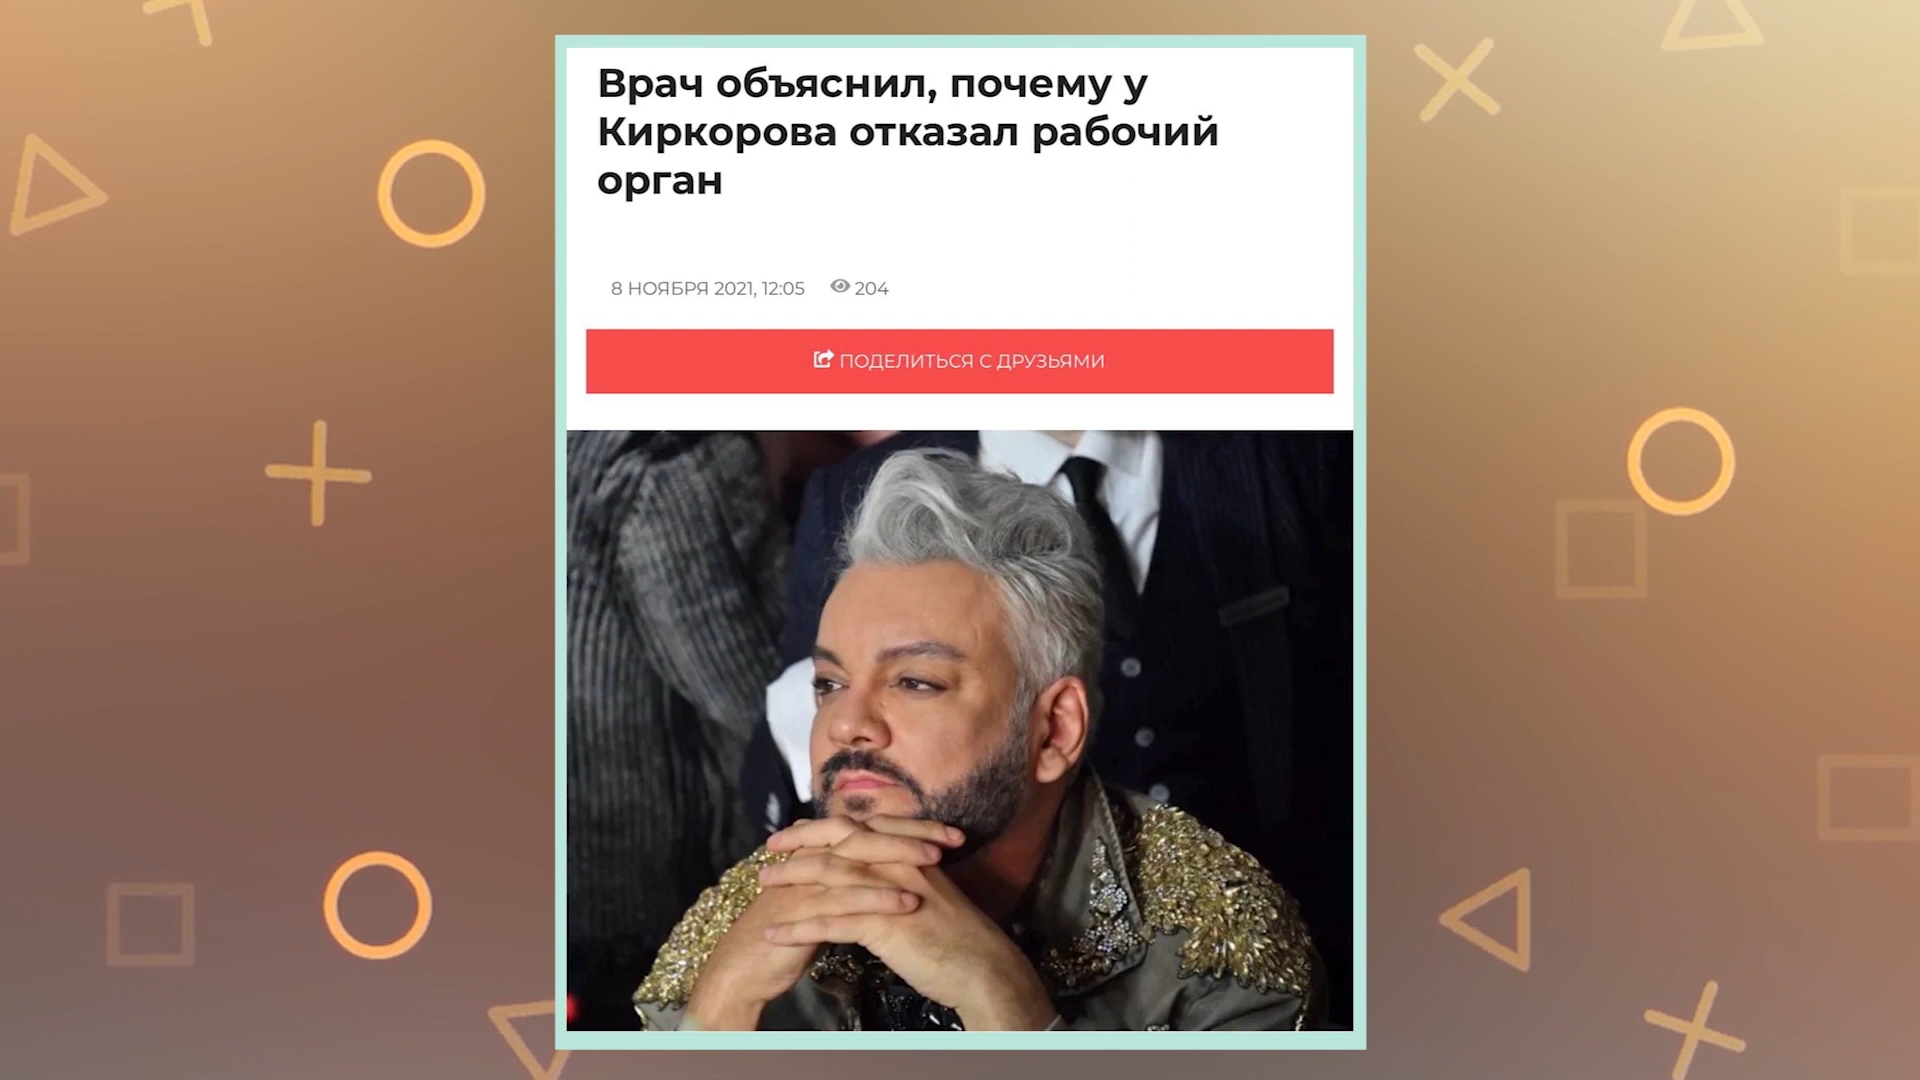 Врач объяснил, почему у
Киркорова отказал рабочий
орган
8 НОЯБРЯ 2021, 12:05 204
ПОДЕЛИТЬСЯ С ДРУЗЬЯМИ